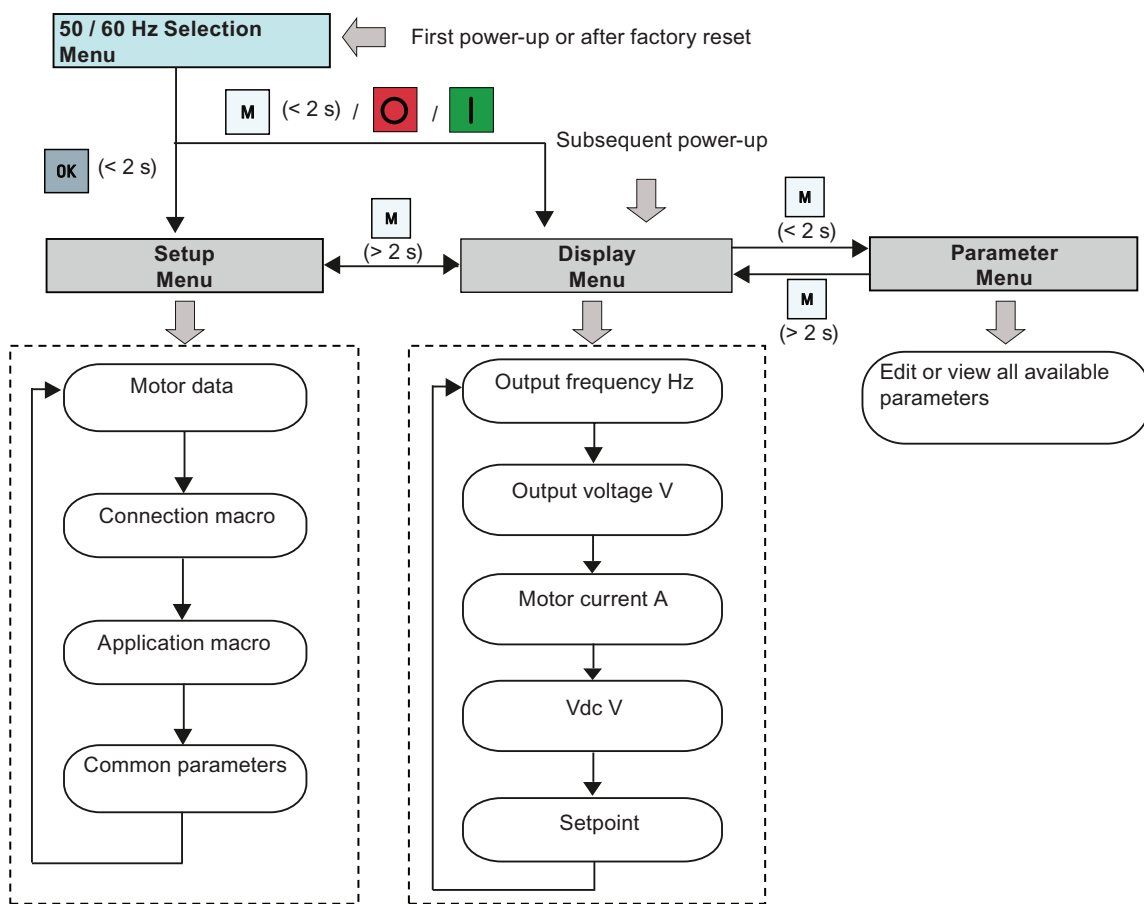 50 / 60 Hz Selection
Menu
First power-up or after factory reset
M (< 2 s) / O / I
Subsequent power-up
OK (< 2 s)
M
(> 2 s)
M
(< 2 s)
Setup
Menu
Display
Menu
Parameter
Menu
M
(> 2 s)
Motor data
Connection macro
Application macro
Common parameters
Output frequency Hz
Output voltage V
Motor current A
Vdc V
Setpoint
Edit or view all available
parameters